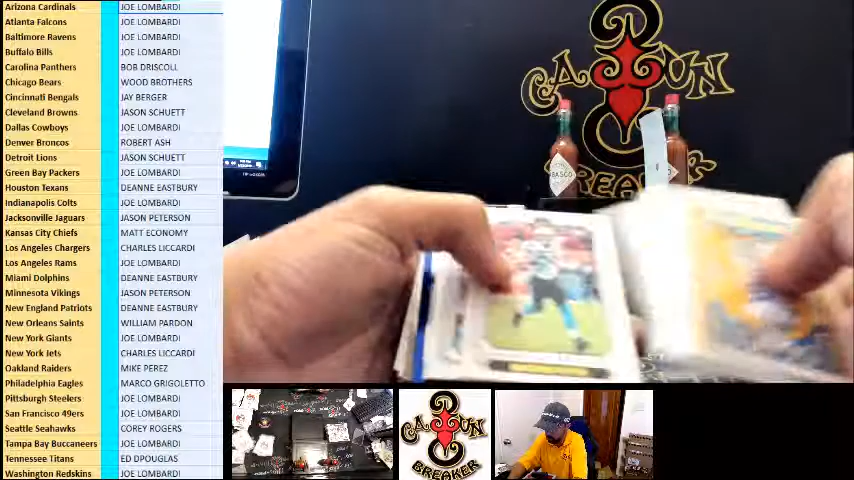 Arizona Cardinals JOE LOMBARDI
Atlanta Falcons JOE LOMBARDI
Baltimore Ravens JOE LOMBARDI
Buffalo Bills JOE LOMBARDI
Carolina Panthers BOB DRISCOLL
Chicago Bears WOOD BROTHERS
Cincinnati Bengals JAY BERGER
Cleveland Browns JASON SCHUETT
Dallas Cowboys JOE LOMBARDI
Denver Broncos ROBERT ASH
Detroit Lions JASON SCHUETT
Green Bay Packers JOE LOMBARDI
Houston Texans DEANNE EASTBURY
Indianapolis Colts JOE LOMBARDI
Jacksonville Jaguars JASON PETERSON
Kansas City Chiefs MATT ECONOMY
Los Angeles Chargers CHARLES LICCARDI
Los Angeles Rams JOE LOMBARDI
Miami Dolphins DEANNE EASTBURY
Minnesota Vikings JASON PETERSON
New England Patriots DEANNE EASTBURY
New Orleans Saints WILLIAM PARDON
New York Giants JOE LOMBARDI
New York Jets CHARLES LICCARDI
Oakland Raiders MIKE PEREZ
Philadelphia Eagles MARCO GRIGOLETTO
Pittsburgh Steelers JOE LOMBARDI
San Francisco 49ers JOE LOMBARDI
Seattle Seahawks COREY ROGERS
Tampa Bay Buccaneers JOE LOMBARDI
Tennessee Titans ED DPOUGLAS
Washington Redskins JOE LOMBARDI
CAJUN
BREAKER
CAJUN
BREAKER